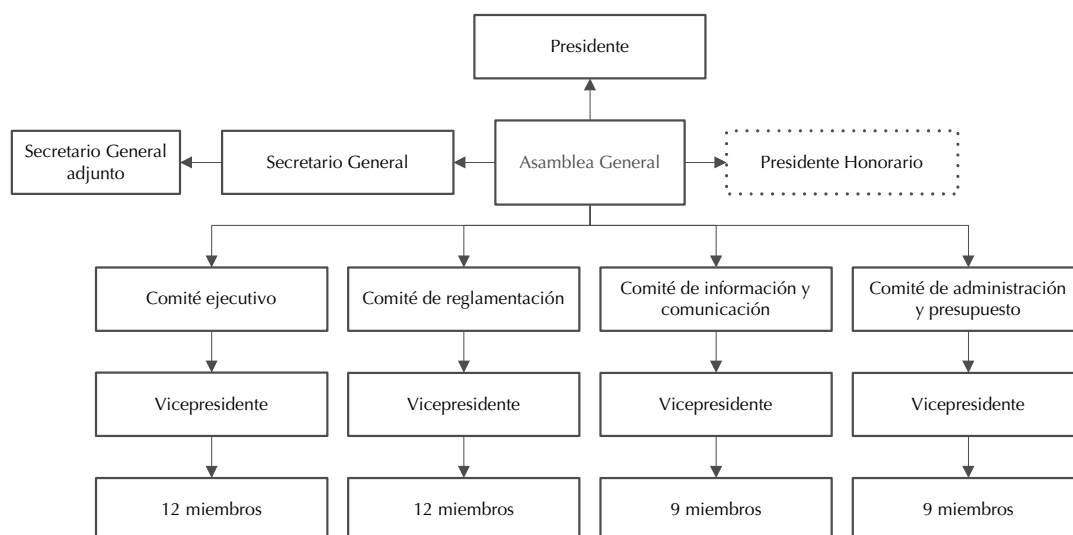 Presidente
Secretario General
adjunto
Secretario General
Asamblea General
Presidente Honorario
Comité ejecutivo
Comité de reglamentación
Comité de información y
comunicación
Comité de administración
y presupuesto
Vicepresidente
Vicepresidente
Vicepresidente
Vicepresidente
12 miembros
12 miembros
9 miembros
9 miembros